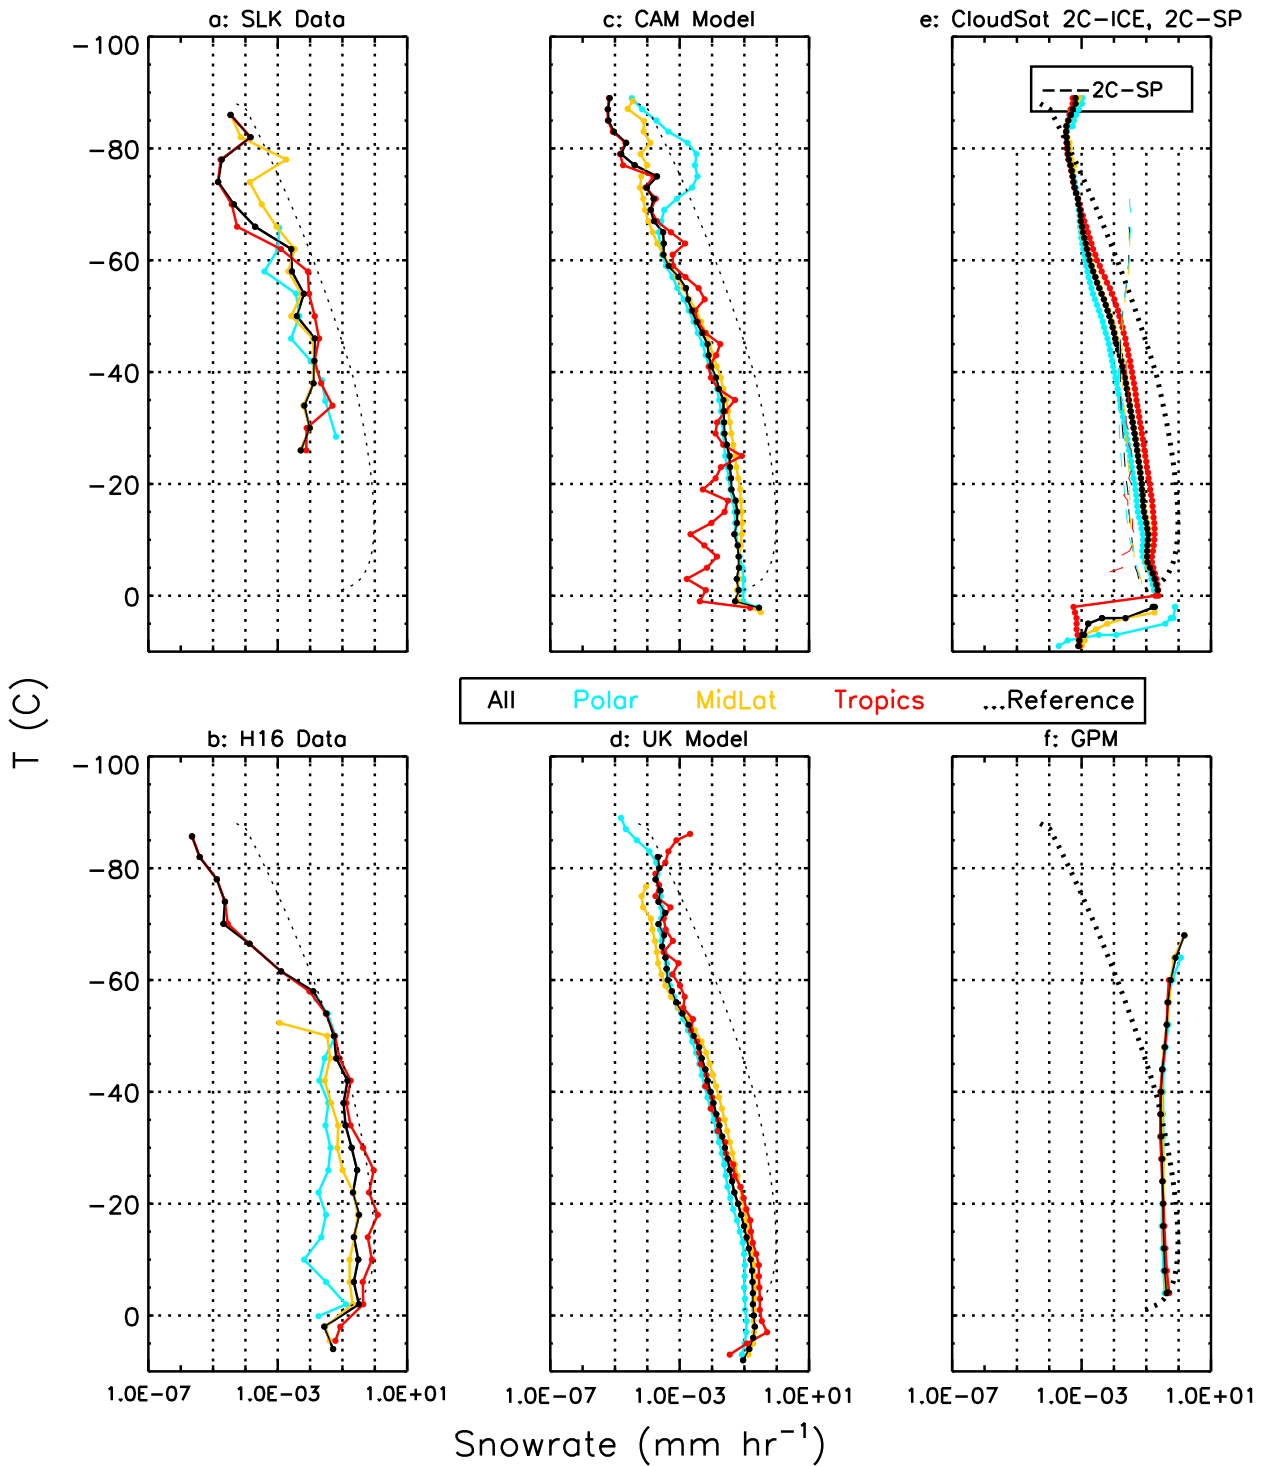 a: SLK Data
c: CAM Model
e: CloudSat 2C-ICE, 2C-SP
-100
-80
-60
-40
-20
0
---2C-SP
T (C)
All Polar MidLat Tropics ...Reference
b: H16 Data
d: UK Model
f: GPM
-100
-80
-60
-40
-20
0
1.0E-07 1.0E-03 1.0E+01
1.0E-07 1.0E-03 1.0E+01
1.0E-07 1.0E-03 1.0E+01
Snowrate (mm hr⁻¹)